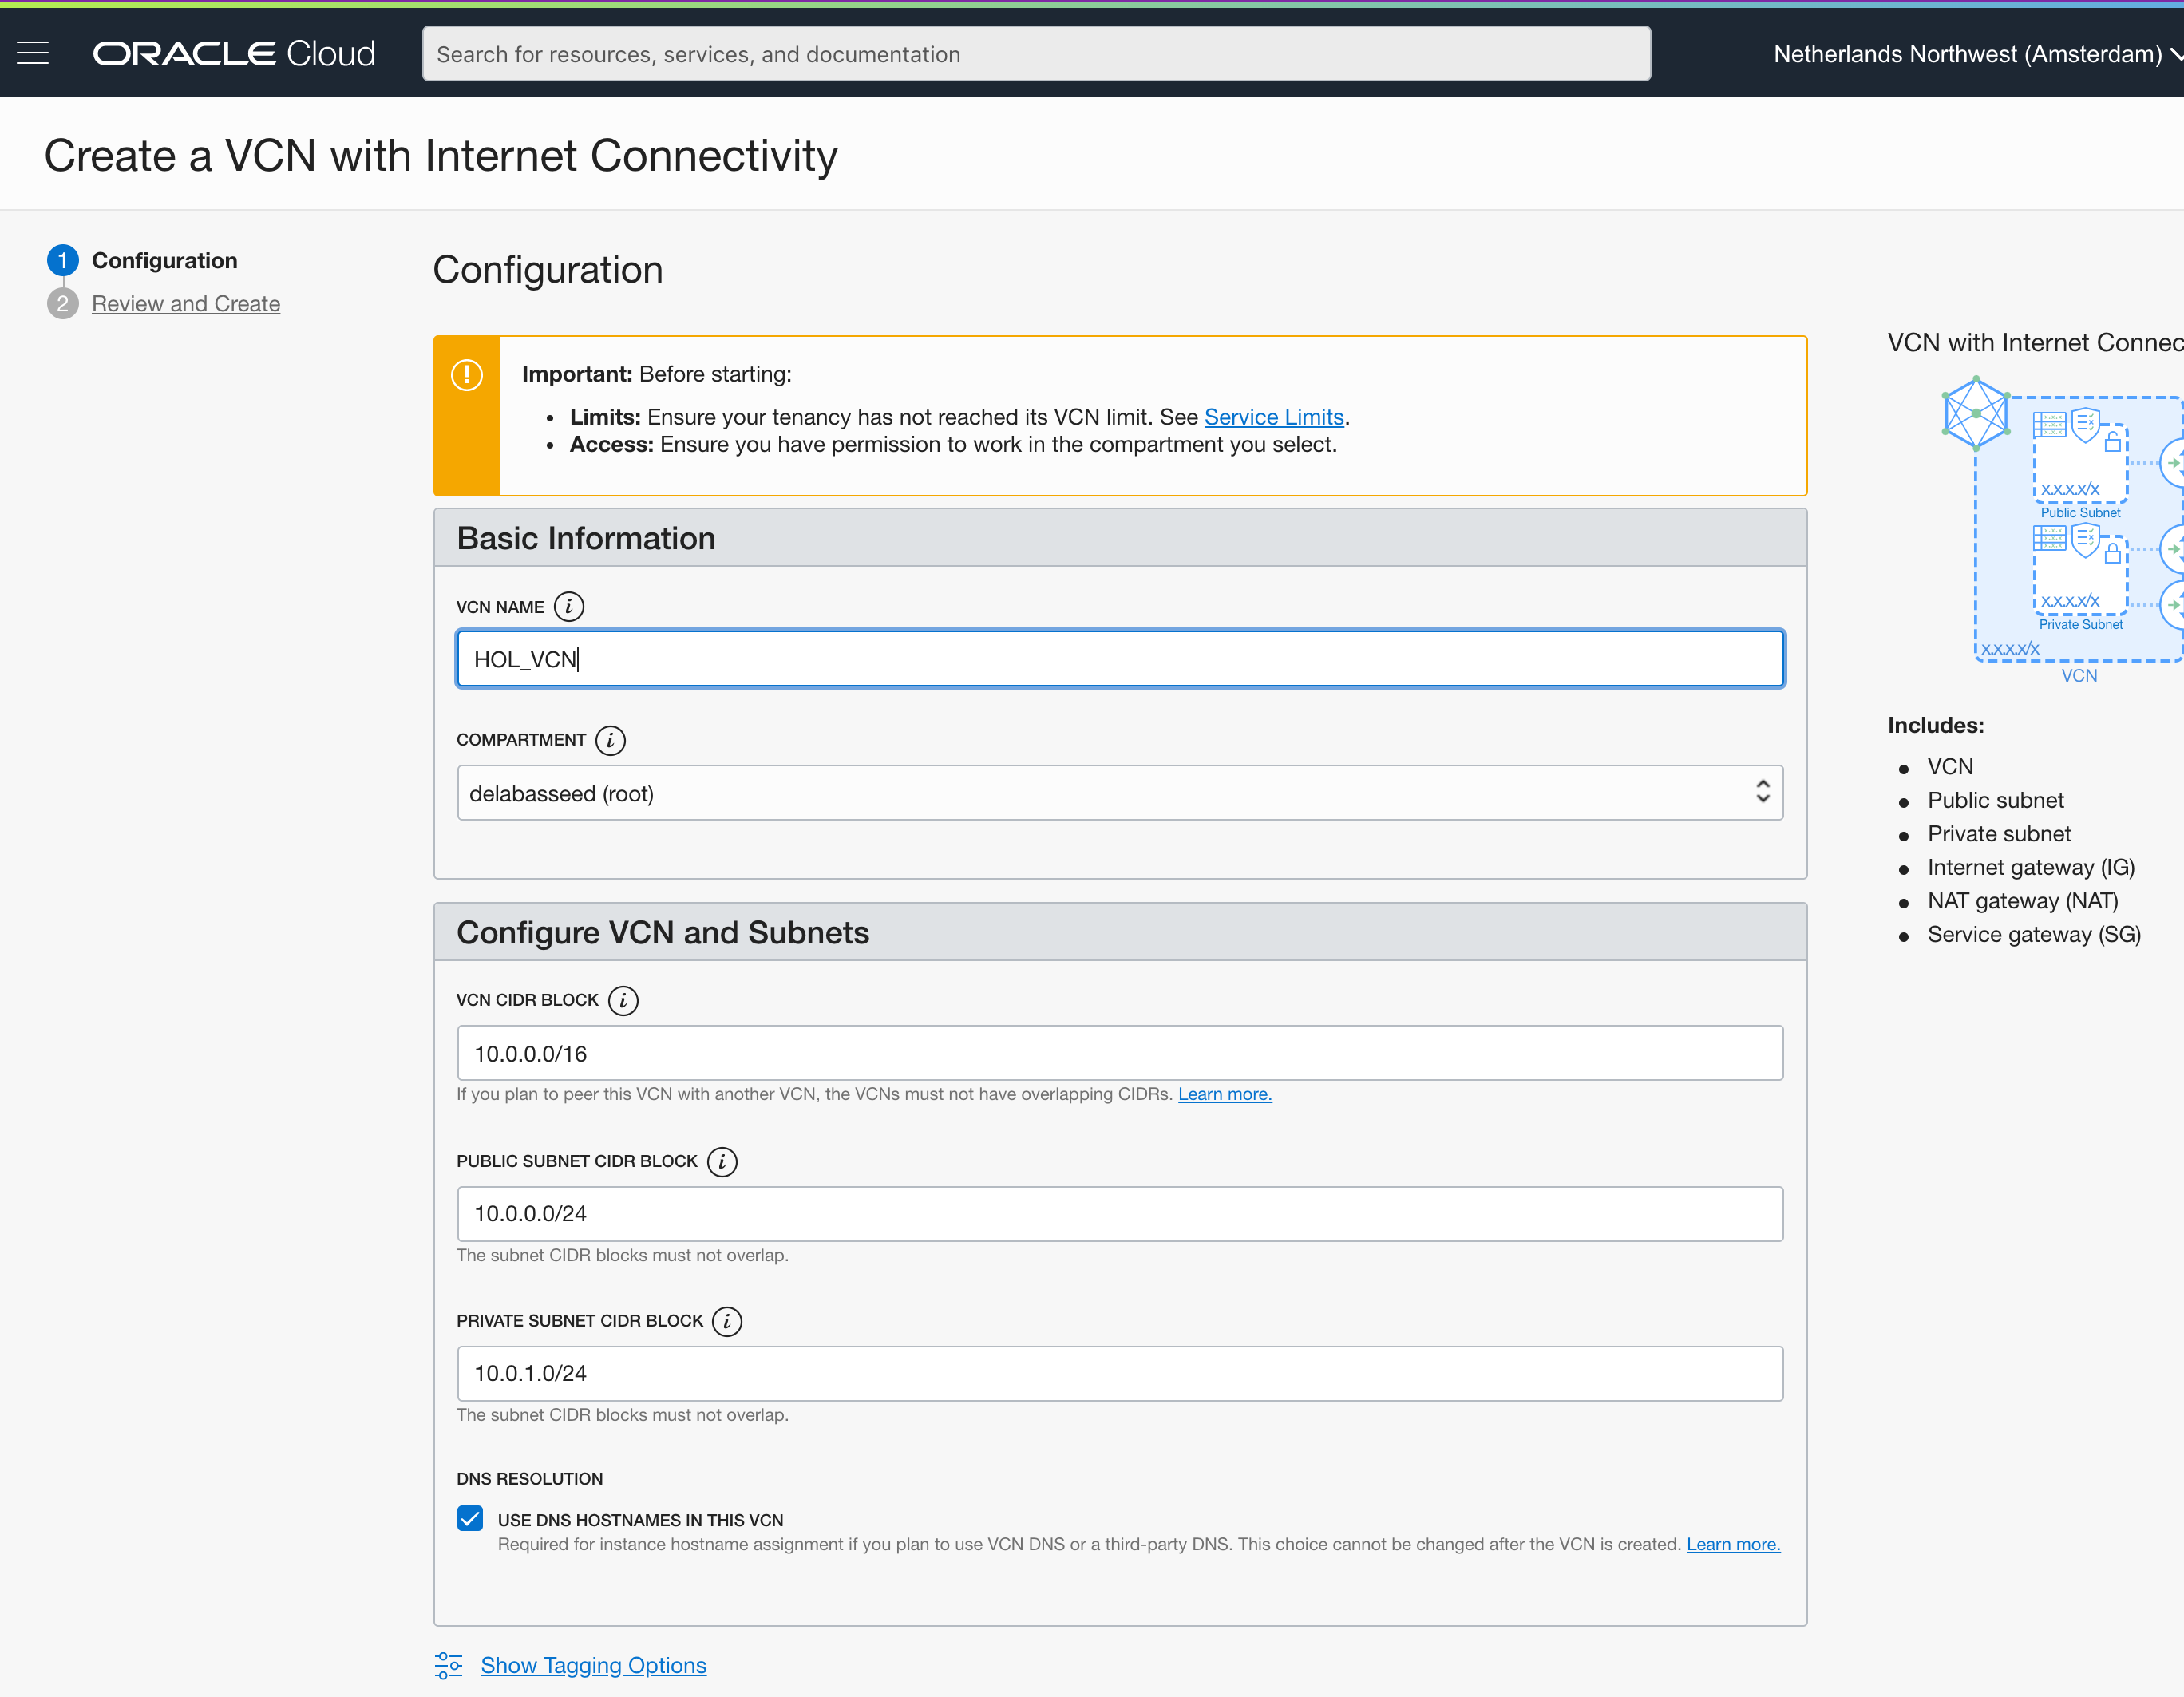 ORACLE Cloud
Search for resources, services, and documentation
Netherlands Northwest (Amsterdam)
Create a VCN with Internet Connectivity
1 Configuration
2 Review and Create
Configuration
Important: Before starting:
• Limits: Ensure your tenancy has not reached its VCN limit. See Service Limits.
• Access: Ensure you have permission to work in the compartment you select.
Basic Information
VCN NAME i
HOL_VCN
COMPARTMENT i
delabasseed (root)
Configure VCN and Subnets
VCN CIDR BLOCK i
10.0.0.0/16
If you plan to peer this VCN with another VCN, the VCNs must not have overlapping CIDRs. Learn more.
PUBLIC SUBNET CIDR BLOCK i
10.0.0.0/24
The subnet CIDR blocks must not overlap.
PRIVATE SUBNET CIDR BLOCK i
10.0.1.0/24
The subnet CIDR blocks must not overlap.
DNS RESOLUTION
USE DNS HOSTNAMES IN THIS VCN
Required for instance hostname assignment if you plan to use VCN DNS or a third-party DNS. This choice cannot be changed after the VCN is created. Learn more.
Show Tagging Options
VCN with Internet Connec
x.x.x.x/x
Public Subnet
x.x.x.x/x
Private Subnet
x.x.x.x/x
VCN
Includes:
• VCN
• Public subnet
• Private subnet
• Internet gateway (IG)
• NAT gateway (NAT)
• Service gateway (SG)